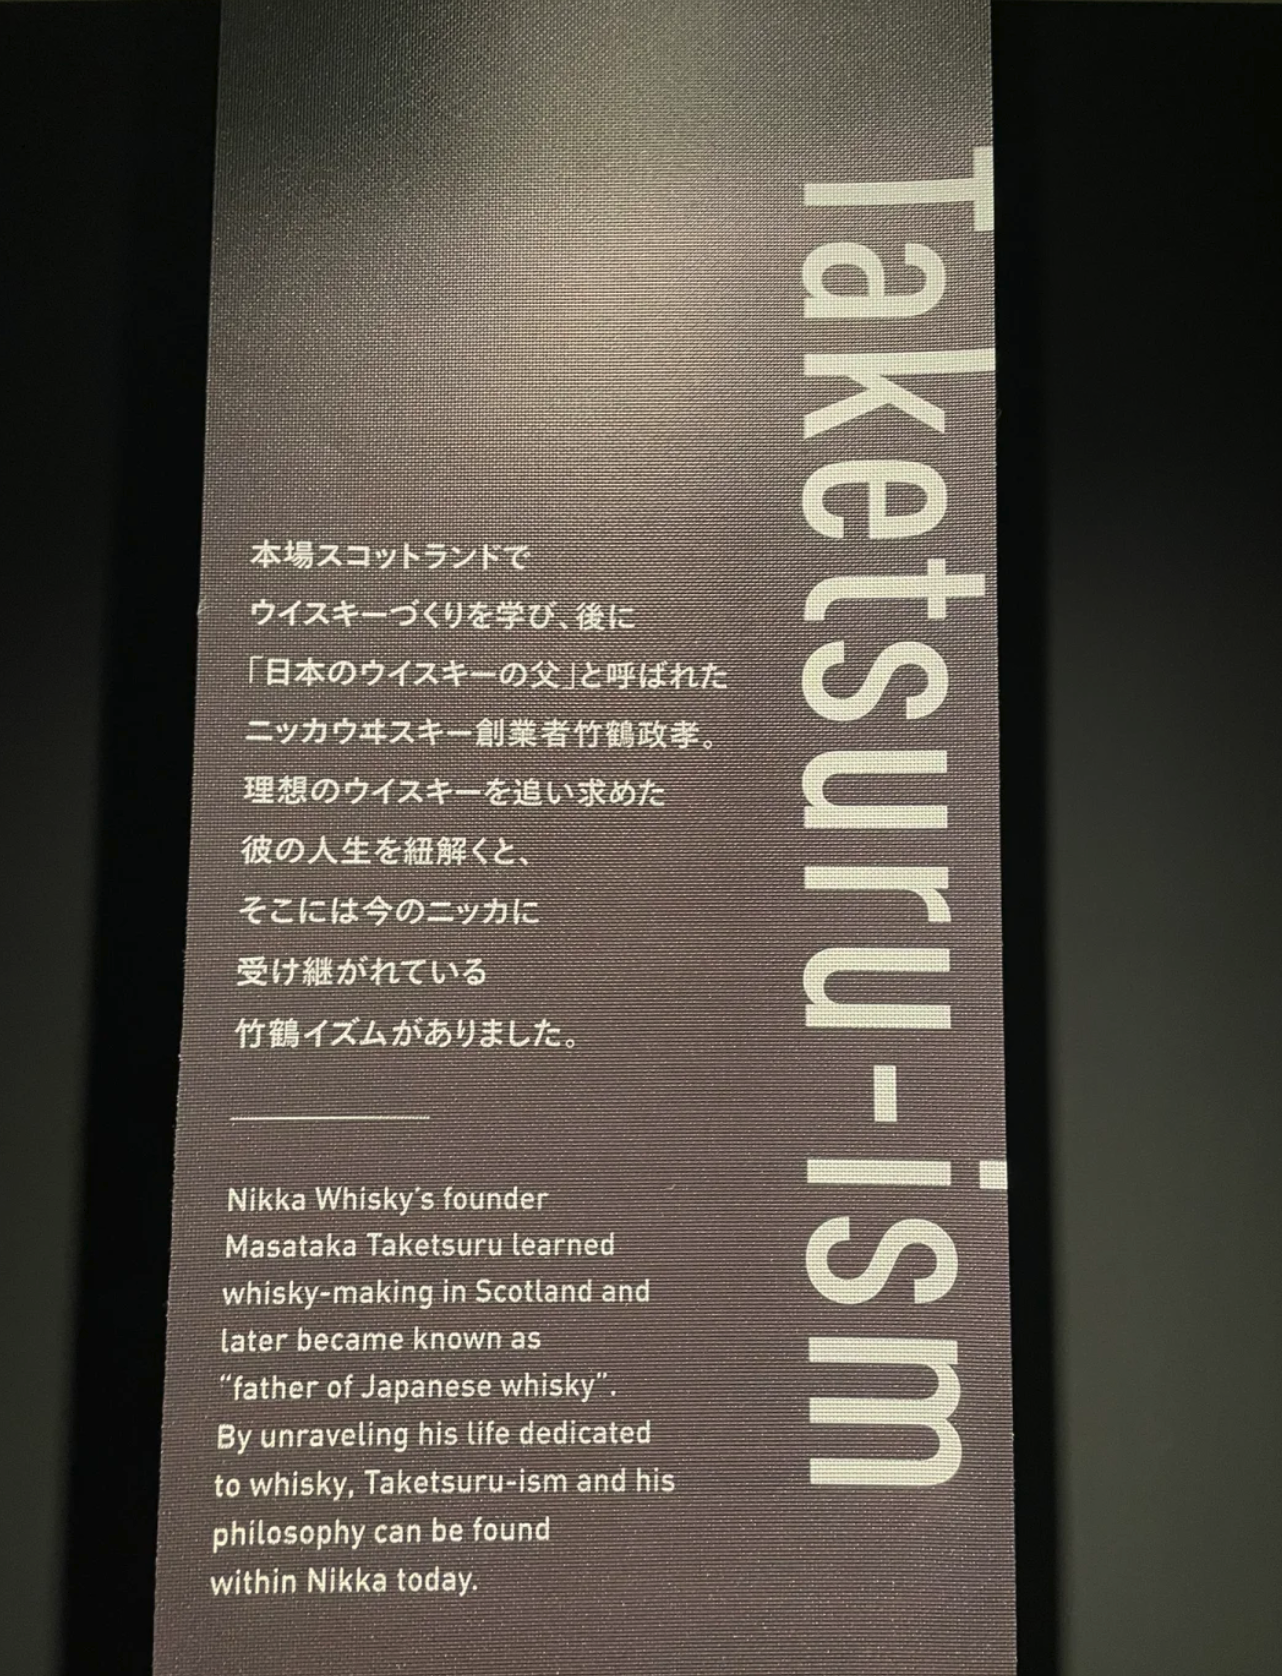 Taketsuru-ism
本場スコットランドで
ウイスキーづくりを学び、後に
「日本のウイスキーの父」と呼ばれた
ニッカウヰスキー創業者竹鶴政孝。
理想のウイスキーを追い求めた
彼の人生を紐解くと、
そこには今のニッカに
受け継がれている
竹鶴イズムがありました。
Nikka Whisky's founder
Masataka Taketsuru learned
whisky-making in Scotland and
later became known as
“father of Japanese whisky”.
By unraveling his life dedicated
to whisky, Taketsuru-ism and his
philosophy can be found
within Nikka today.